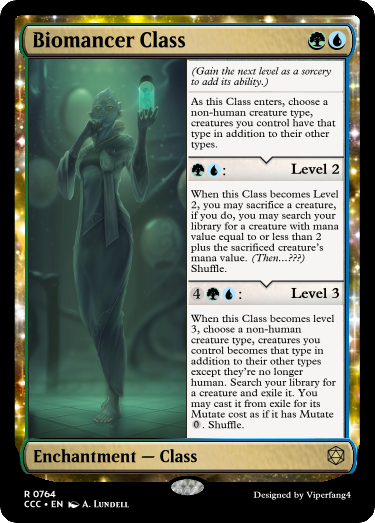 Biomancer Class
(Gain the next level as a sorcery
to add its ability.)
As this Class enters, choose a
non-human creature type,
creatures you control have that
type in addition to their other
types.
: Level 2
When this Class becomes Level
2, you may sacrifice a creature,
if you do, you may search your
library for a creature with mana
value equal to or less than 2
plus the sacrificed creature's
mana value. (Then...???)
Shuffle.
4 : Level 3
When this Class becomes level
3, choose a non-human
creature type, creatures you
control becomes that type in
addition to their other types
except they're no longer
human. Search your library for
a creature and exile it. You
may cast it from exile for its
Mutate cost as if it has Mutate
0. Shuffle.
Enchantment — Class
R 0764
CCC • EN A. LUNDELL
Designed by Viperfang4